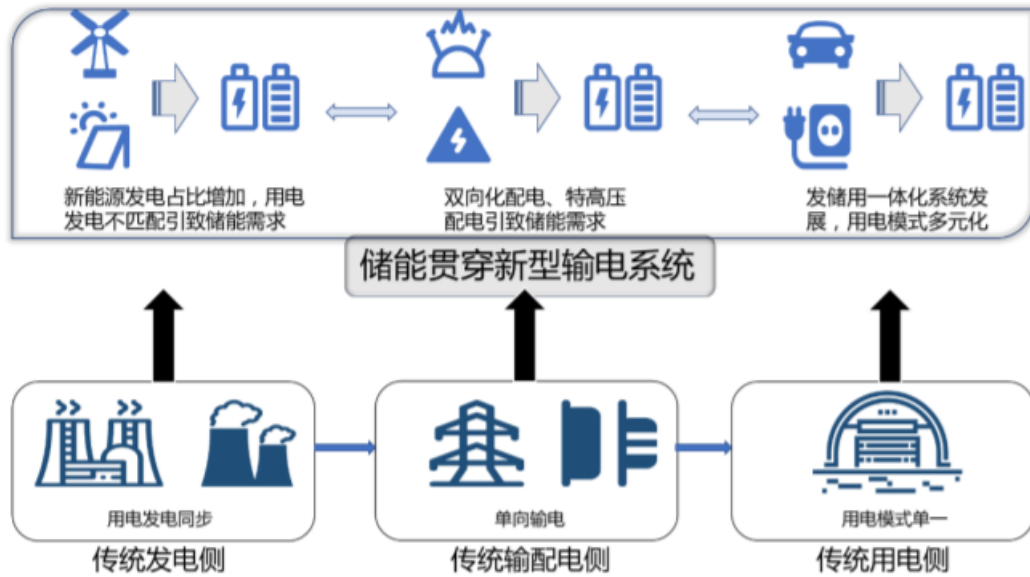 新能源发电占比增加，用电
发电不匹配引致储能需求
双向化配电、特高压
配电引致储能需求
发储用一体化系统发
展，用电模式多元化
储能贯穿新型输电系统
用电发电同步
单向输电
用电模式单一
传统发电侧
传统输配电侧
传统用电侧